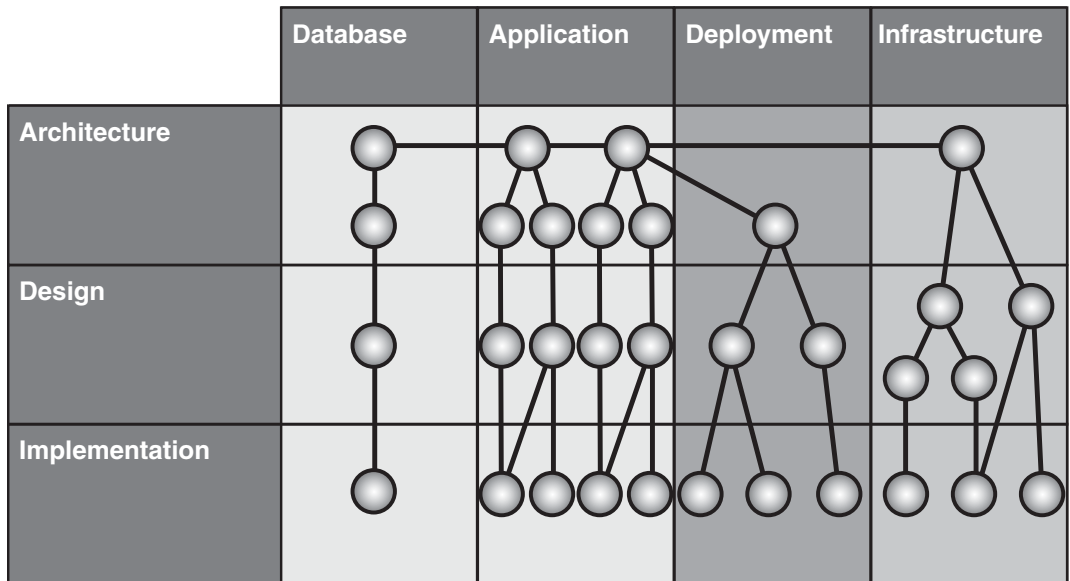 Database Application Deployment Infrastructure
Architecture
Design
Implementation